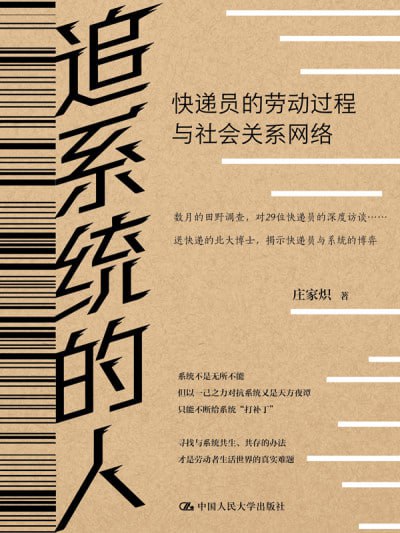 追系统的人
快递员的劳动过程
与社会关系网络
数月的田野调查，对29位快递员的深度访谈……
送快递的北大博士，揭示快递员与系统的博弈
庄家炽 著
系统不是无所不能
但以一己之力对抗系统又是天方夜谭
只能不断给系统“打补丁”
寻找与系统共生、共存的办法
才是劳动者生活世界的真实难题
中国人民大学出版社